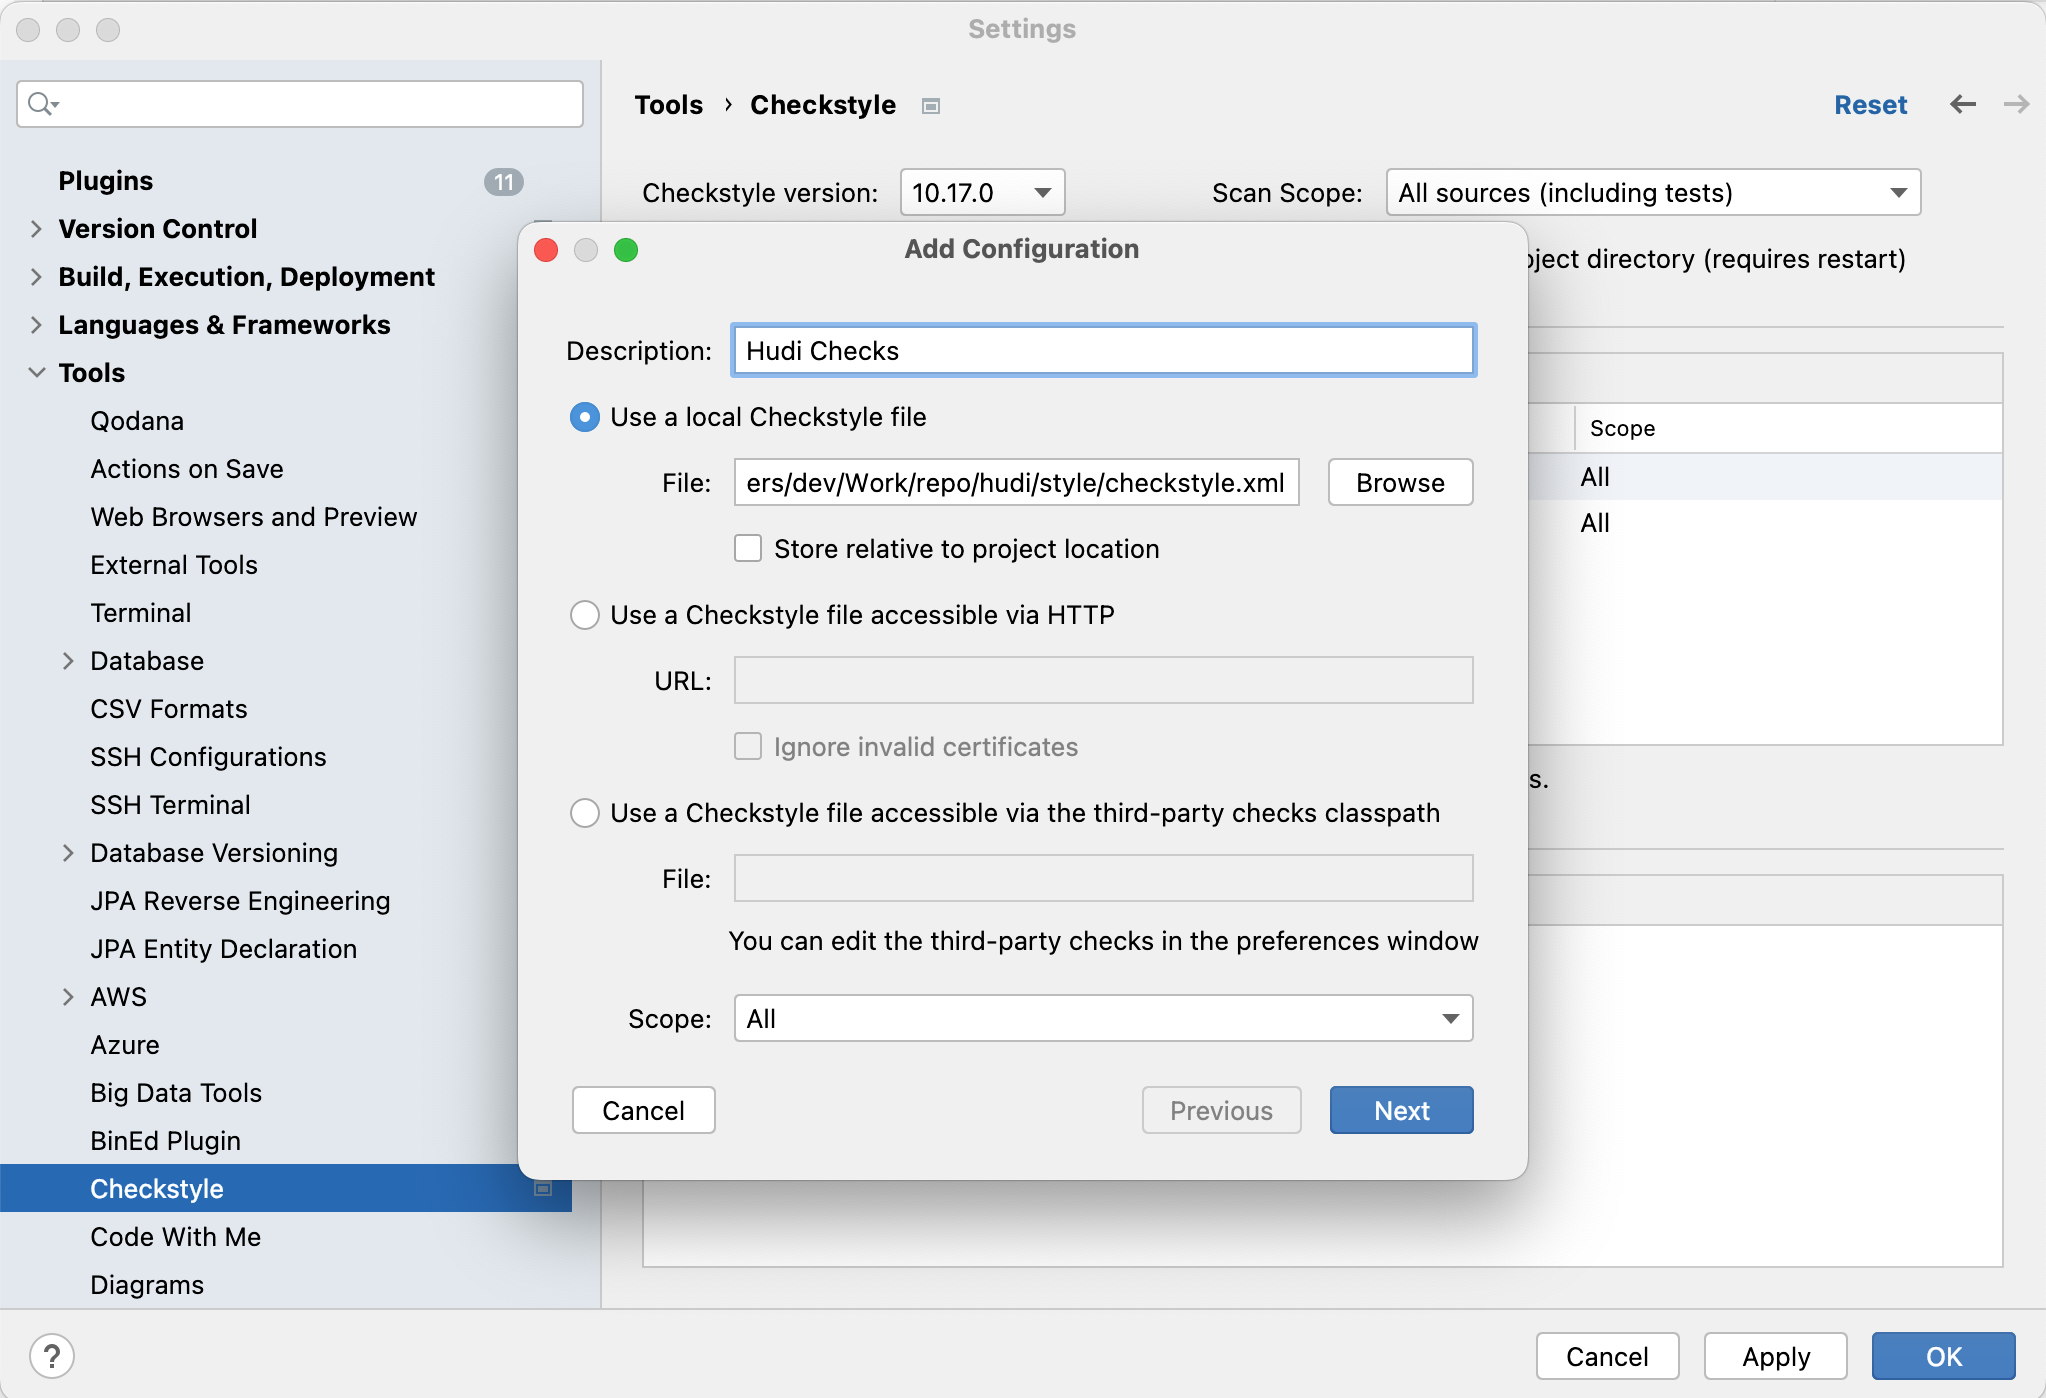 Settings
Plugins 11
Version Control
Build, Execution, Deployment
Languages & Frameworks
Tools
Qodana
Actions on Save
Web Browsers and Preview
External Tools
Terminal
Database
CSV Formats
SSH Configurations
SSH Terminal
Database Versioning
JPA Reverse Engineering
JPA Entity Declaration
AWS
Azure
Big Data Tools
BinEd Plugin
Checkstyle
Code With Me
Diagrams
Tools › Checkstyle
Reset
Checkstyle version: 10.17.0
Scan Scope: All sources (including tests)
ject directory (requires restart)
Scope
All
All
s.
Add Configuration
Description: Hudi Checks
Use a local Checkstyle file
File: ers/dev/Work/repo/hudi/style/checkstyle.xml Browse
Store relative to project location
Use a Checkstyle file accessible via HTTP
URL:
Ignore invalid certificates
Use a Checkstyle file accessible via the third-party checks classpath
File:
You can edit the third-party checks in the preferences window
Scope: All
Cancel Previous Next
? Cancel Apply OK